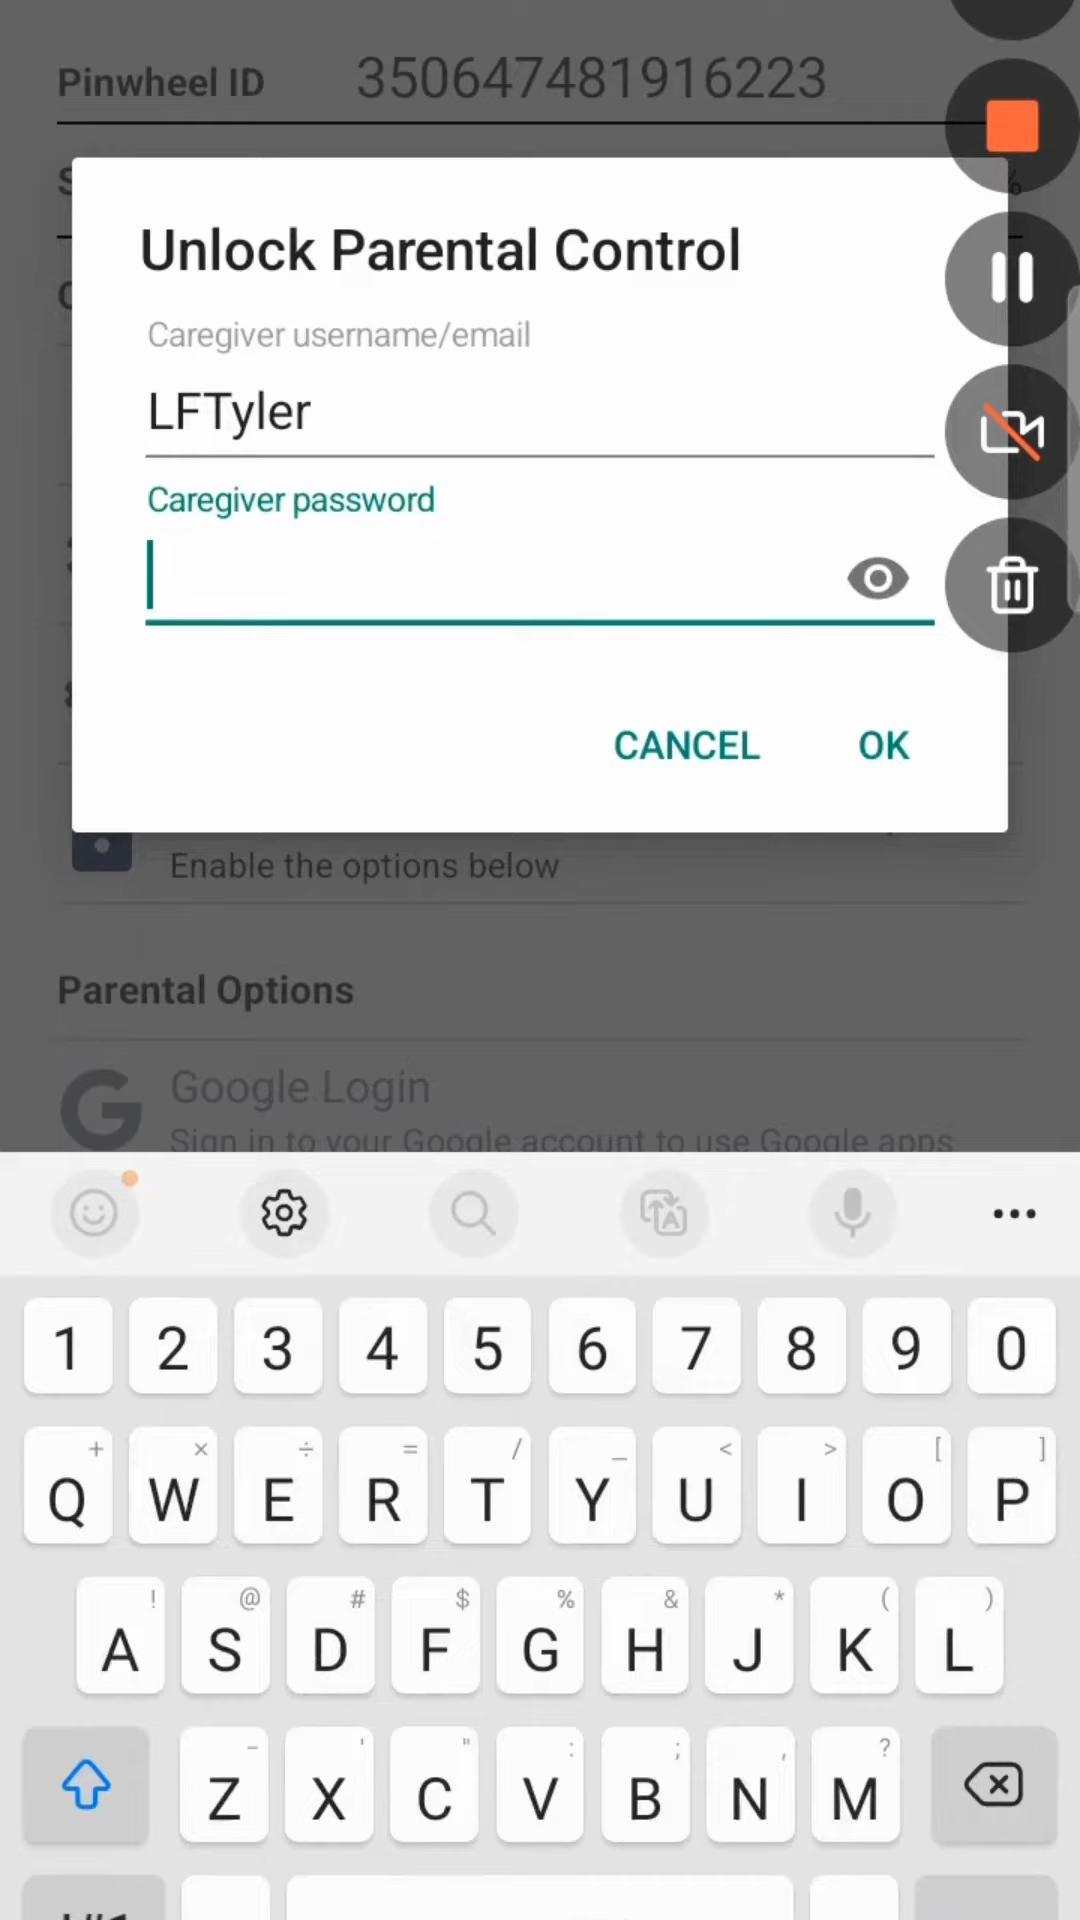 Pinwheel ID 350647481916223
Unlock Parental Control
Caregiver username/email
LFTyler
Caregiver password
CANCEL OK
Enable the options below
Parental Options
Google Login
Sign in to your Google account to use Google apps
1 2 3 4 5 6 7 8 9 0
+ × ÷ = / _ < > [ ]
Q W E R T Y U I O P
! @ # $ % & * ( )
A S D F G H J K L
- ' " : ; , ?
Z X C V B N M